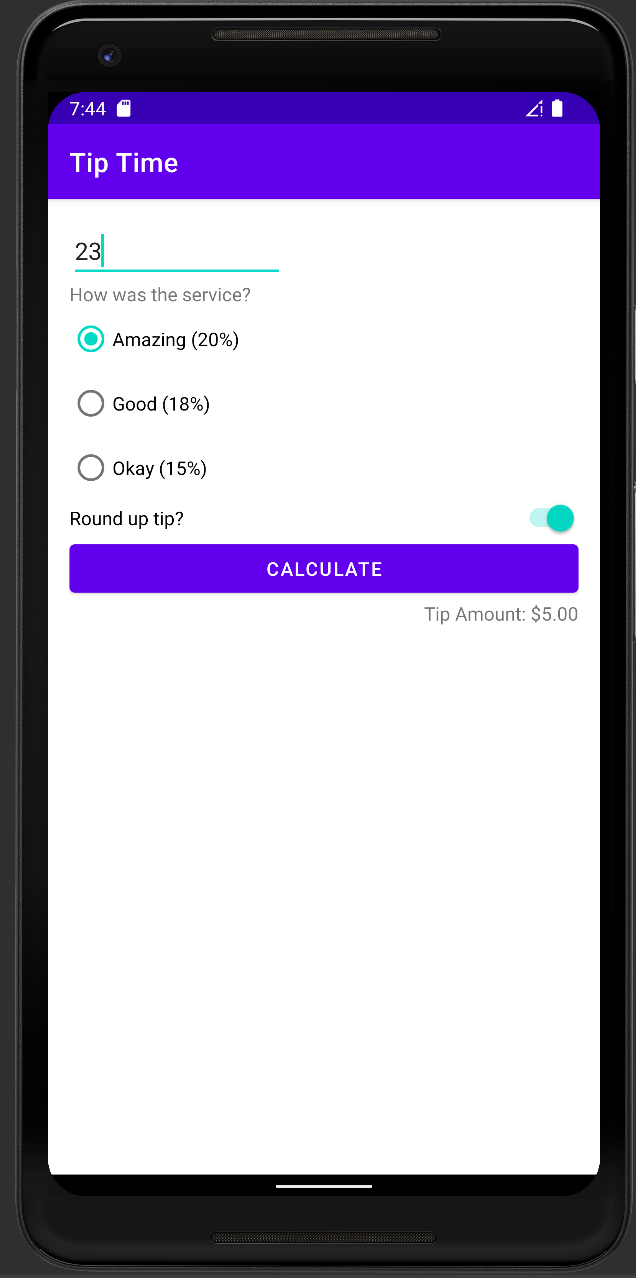 7:44
Tip Time
23
How was the service?
Amazing (20%)
Good (18%)
Okay (15%)
Round up tip?
CALCULATE
Tip Amount: $5.00